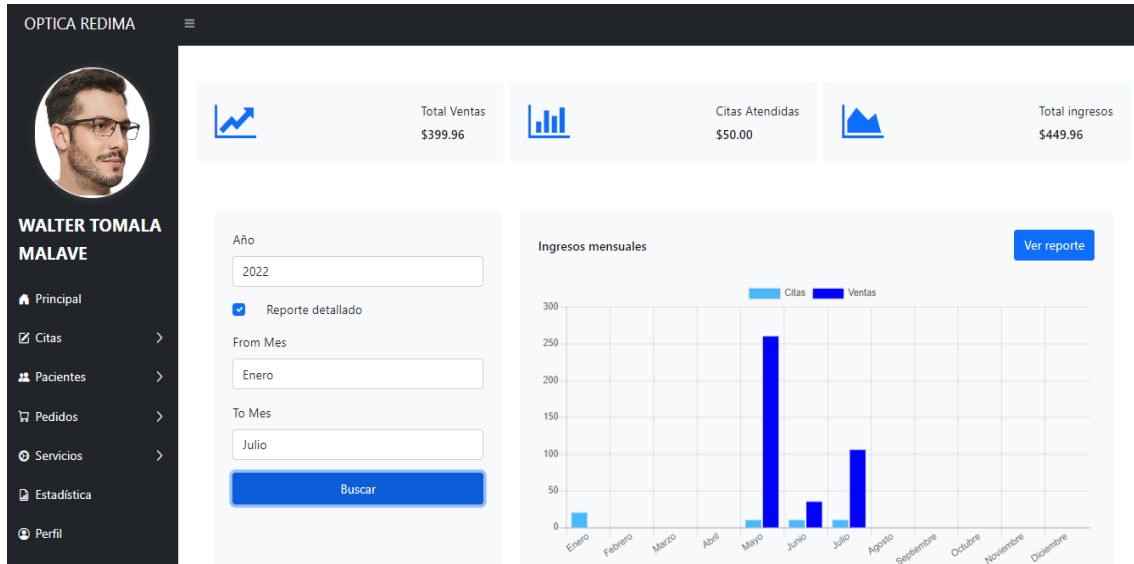 OPTICA REDIMA
WALTER TOMALA
MALAVE
Principal
Citas
Pacientes
Pedidos
Servicios
Estadística
Perfil
Total Ventas
$399.96
Citas Atendidas
$50.00
Total ingresos
$449.96
Año
2022
Reporte detallado
From Mes
Enero
To Mes
Julio
Buscar
Ingresos mensuales
Ver reporte
Citas Ventas
300
250
200
150
100
50
0
Enero Febrero Marzo Abril Mayo Junio Julio Agosto Septiembre Octubre Noviembre Diciembre